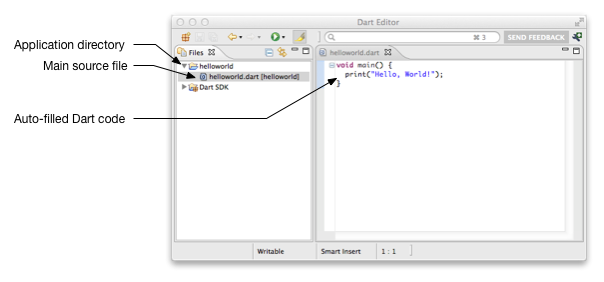 Dart Editor
⌘ 3
SEND FEEDBACK
Application directory
Main source file
Auto-filled Dart code
Files
helloworld
helloworld.dart [helloworld]
Dart SDK
helloworld.dart
void main() {
print("Hello, World!");
}
Writable
Smart Insert
1 : 1